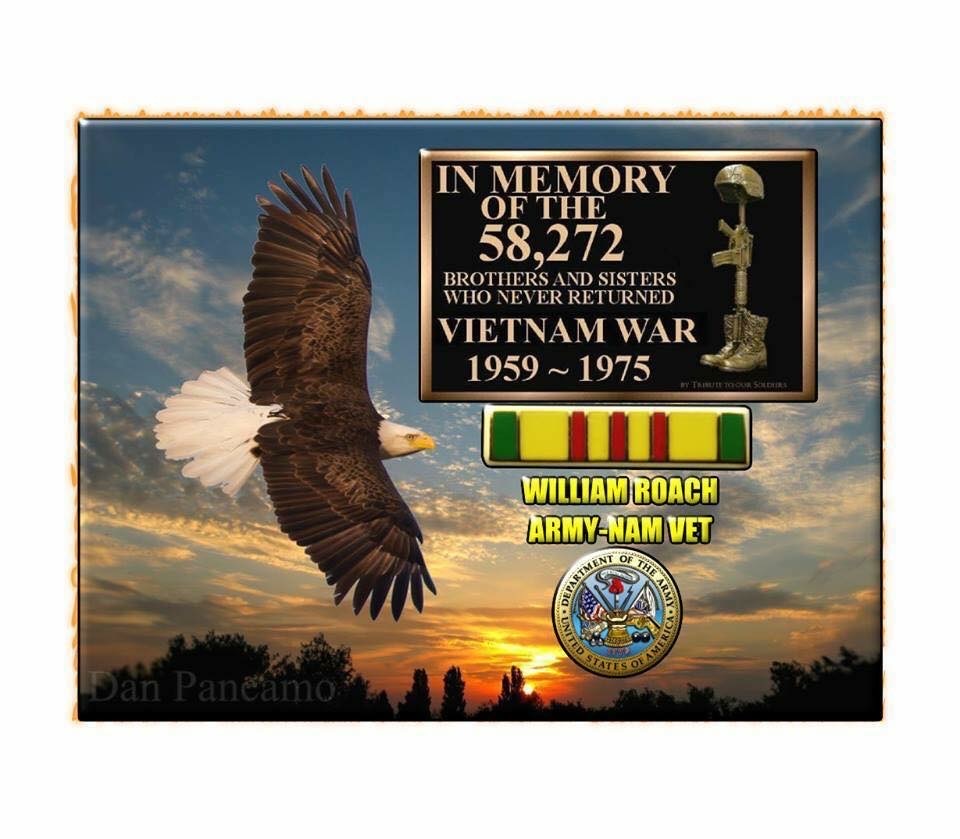 IN MEMORY
OF THE
58,272
BROTHERS AND SISTERS
WHO NEVER RETURNED
VIETNAM WAR
1959 ~ 1975
BY TRIBUTE TO OUR SOLDIERS
WILLIAM ROACH
ARMY-NAM VET
DEPARTMENT OF THE ARMY
UNITED STATES OF AMERICA
Dan Pancamo